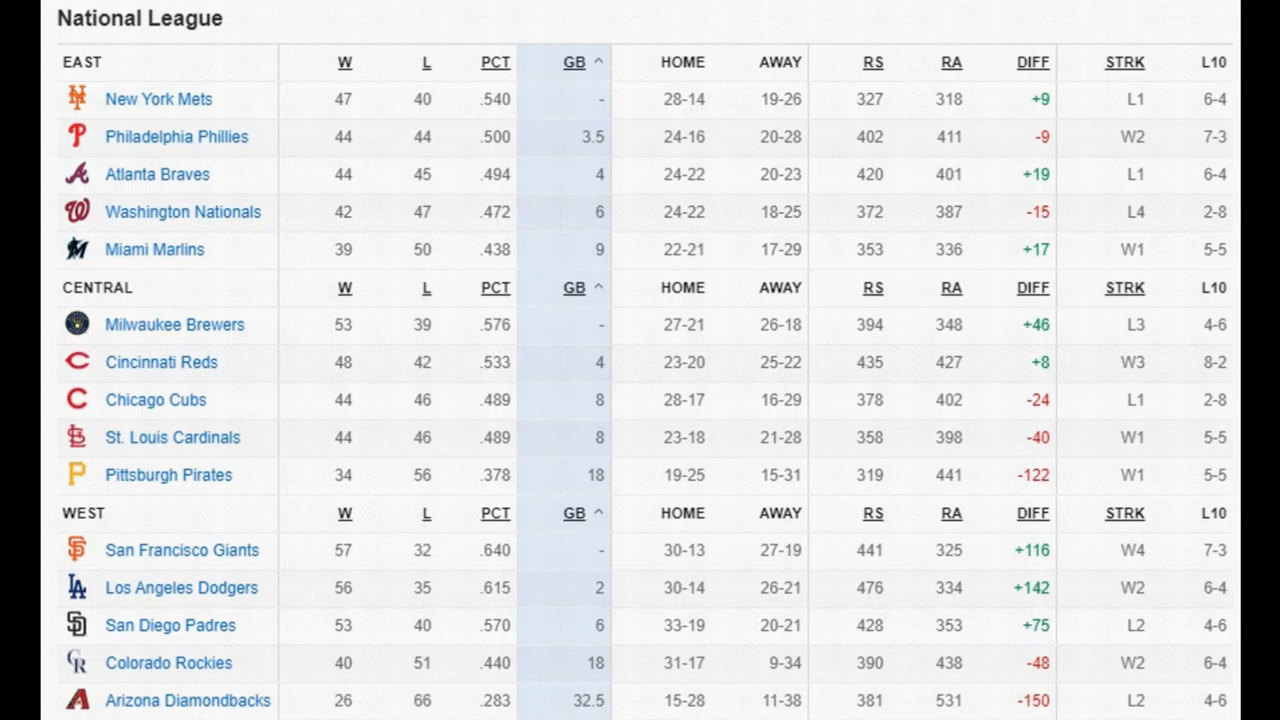 National League
EAST W L PCT GB ^ HOME AWAY RS RA DIFF STRK L10
New York Mets 47 40 .540 - 28-14 19-26 327 318 +9 L1 6-4
Philadelphia Phillies 44 44 .500 3.5 24-16 20-28 402 411 -9 W2 7-3
Atlanta Braves 44 45 .494 4 24-22 20-23 420 401 +19 L1 6-4
Washington Nationals 42 47 .472 6 24-22 18-25 372 387 -15 L4 2-8
Miami Marlins 39 50 .438 9 22-21 17-29 353 336 +17 W1 5-5
CENTRAL W L PCT GB ^ HOME AWAY RS RA DIFF STRK L10
Milwaukee Brewers 53 39 .576 - 27-21 26-18 394 348 +46 L3 4-6
Cincinnati Reds 48 42 .533 4 23-20 25-22 435 427 +8 W3 8-2
Chicago Cubs 44 46 .489 8 28-17 16-29 378 402 -24 L1 2-8
St. Louis Cardinals 44 46 .489 8 23-18 21-28 358 398 -40 W1 5-5
Pittsburgh Pirates 34 56 .378 18 19-25 15-31 319 441 -122 W1 5-5
WEST W L PCT GB ^ HOME AWAY RS RA DIFF STRK L10
San Francisco Giants 57 32 .640 - 30-13 27-19 441 325 +116 W4 7-3
Los Angeles Dodgers 56 35 .615 2 30-14 26-21 476 334 +142 W2 6-4
San Diego Padres 53 40 .570 6 33-19 20-21 428 353 +75 L2 4-6
Colorado Rockies 40 51 .440 18 31-17 9-34 390 438 -48 W2 6-4
Arizona Diamondbacks 26 66 .283 32.5 15-28 11-38 381 531 -150 L2 4-6